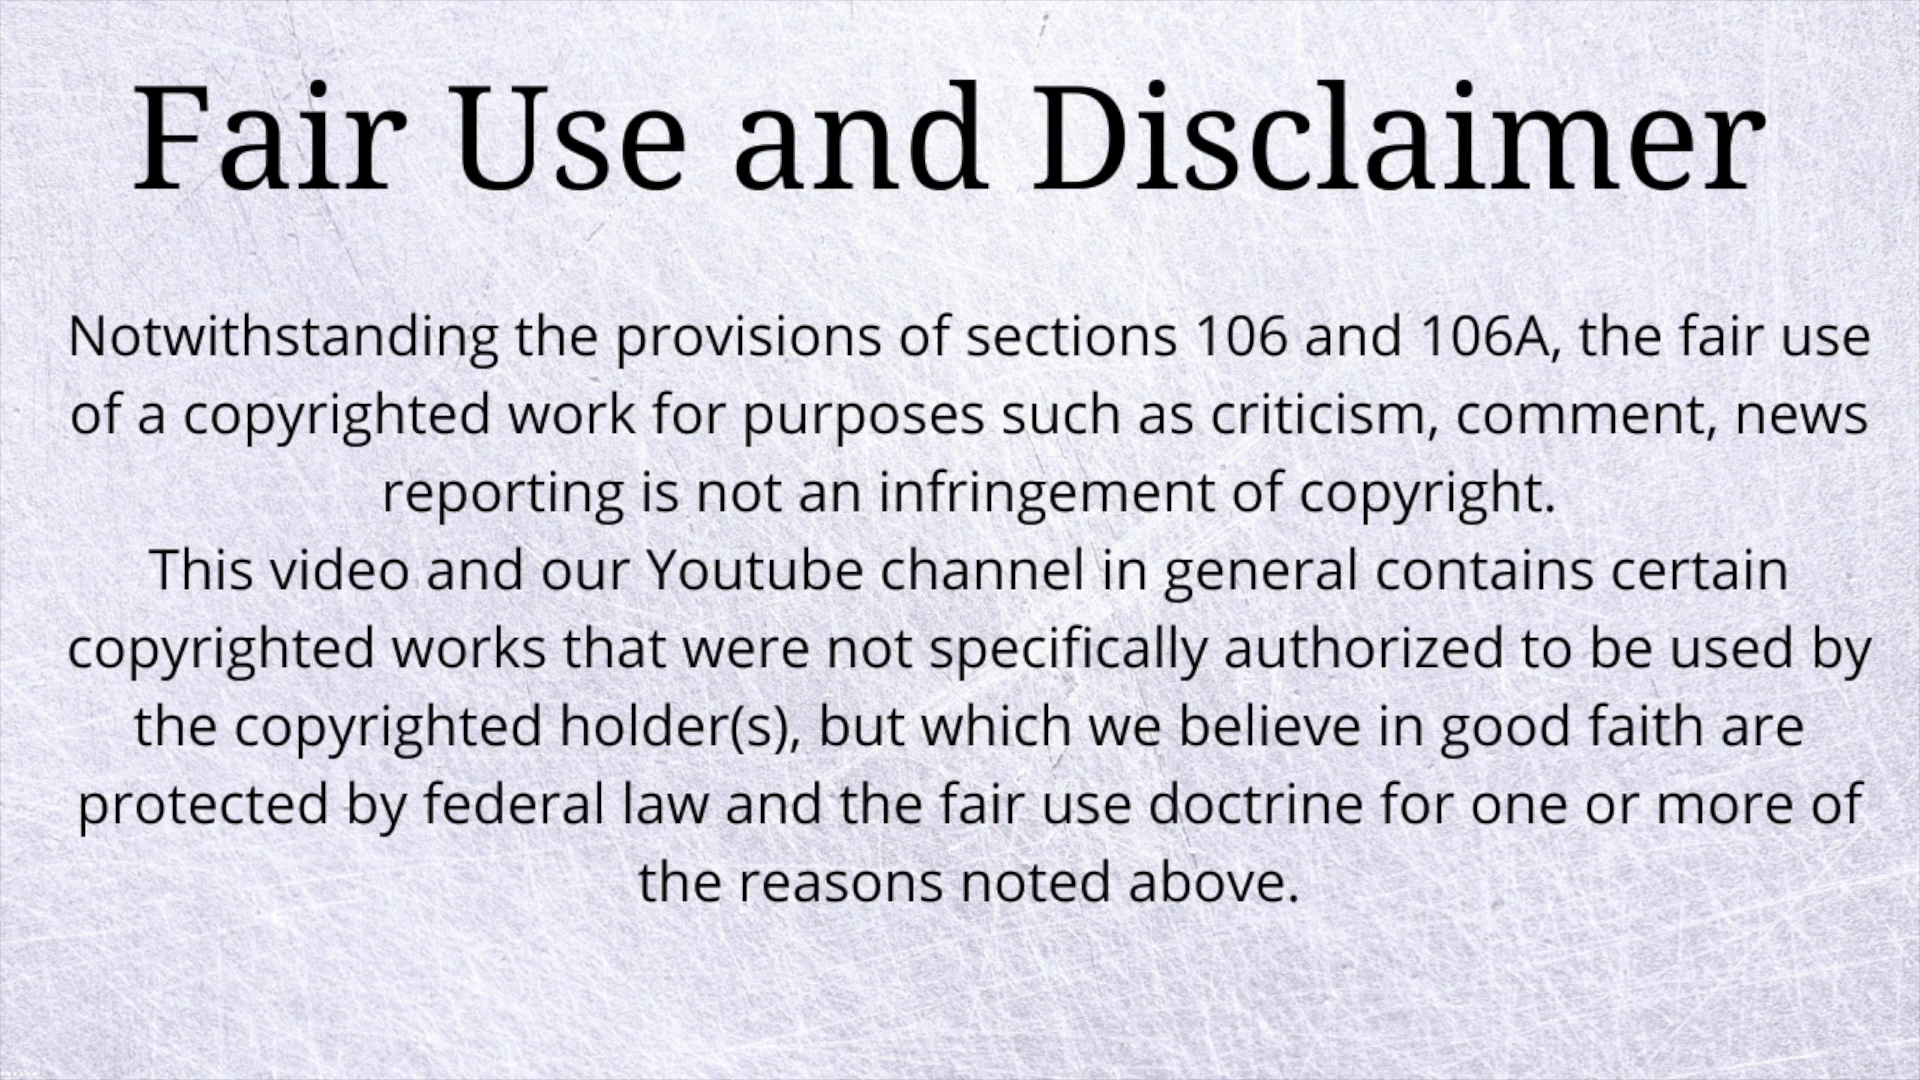 Fair Use and Disclaimer
Notwithstanding the provisions of sections 106 and 106A, the fair use
of a copyrighted work for purposes such as criticism, comment, news
reporting is not an infringement of copyright.
This video and our Youtube channel in general contains certain
copyrighted works that were not specifically authorized to be used by
the copyrighted holder(s), but which we believe in good faith are
protected by federal law and the fair use doctrine for one or more of
the reasons noted above.